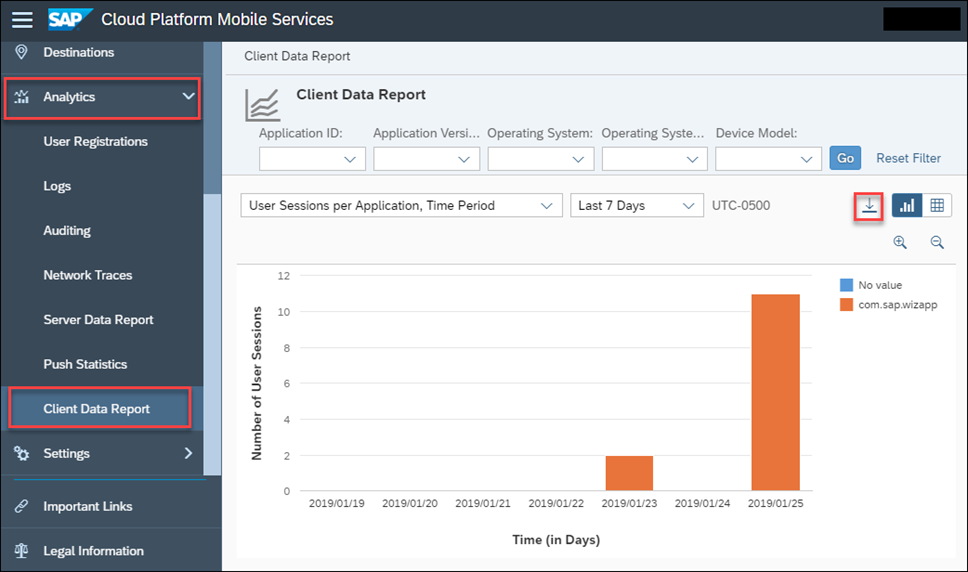 SAP Cloud Platform Mobile Services
Destinations
Analytics
User Registrations
Logs
Auditing
Network Traces
Server Data Report
Push Statistics
Client Data Report
Settings
Important Links
Legal Information
Client Data Report
Client Data Report
Application ID: Application Versi... Operating System: Operating Syste... Device Model:
Go Reset Filter
User Sessions per Application, Time Period Last 7 Days UTC-0500
No value
com.sap.wizapp
Number of User Sessions
12
10
8
6
4
2
0
2019/01/19 2019/01/20 2019/01/21 2019/01/22 2019/01/23 2019/01/24 2019/01/25
Time (in Days)